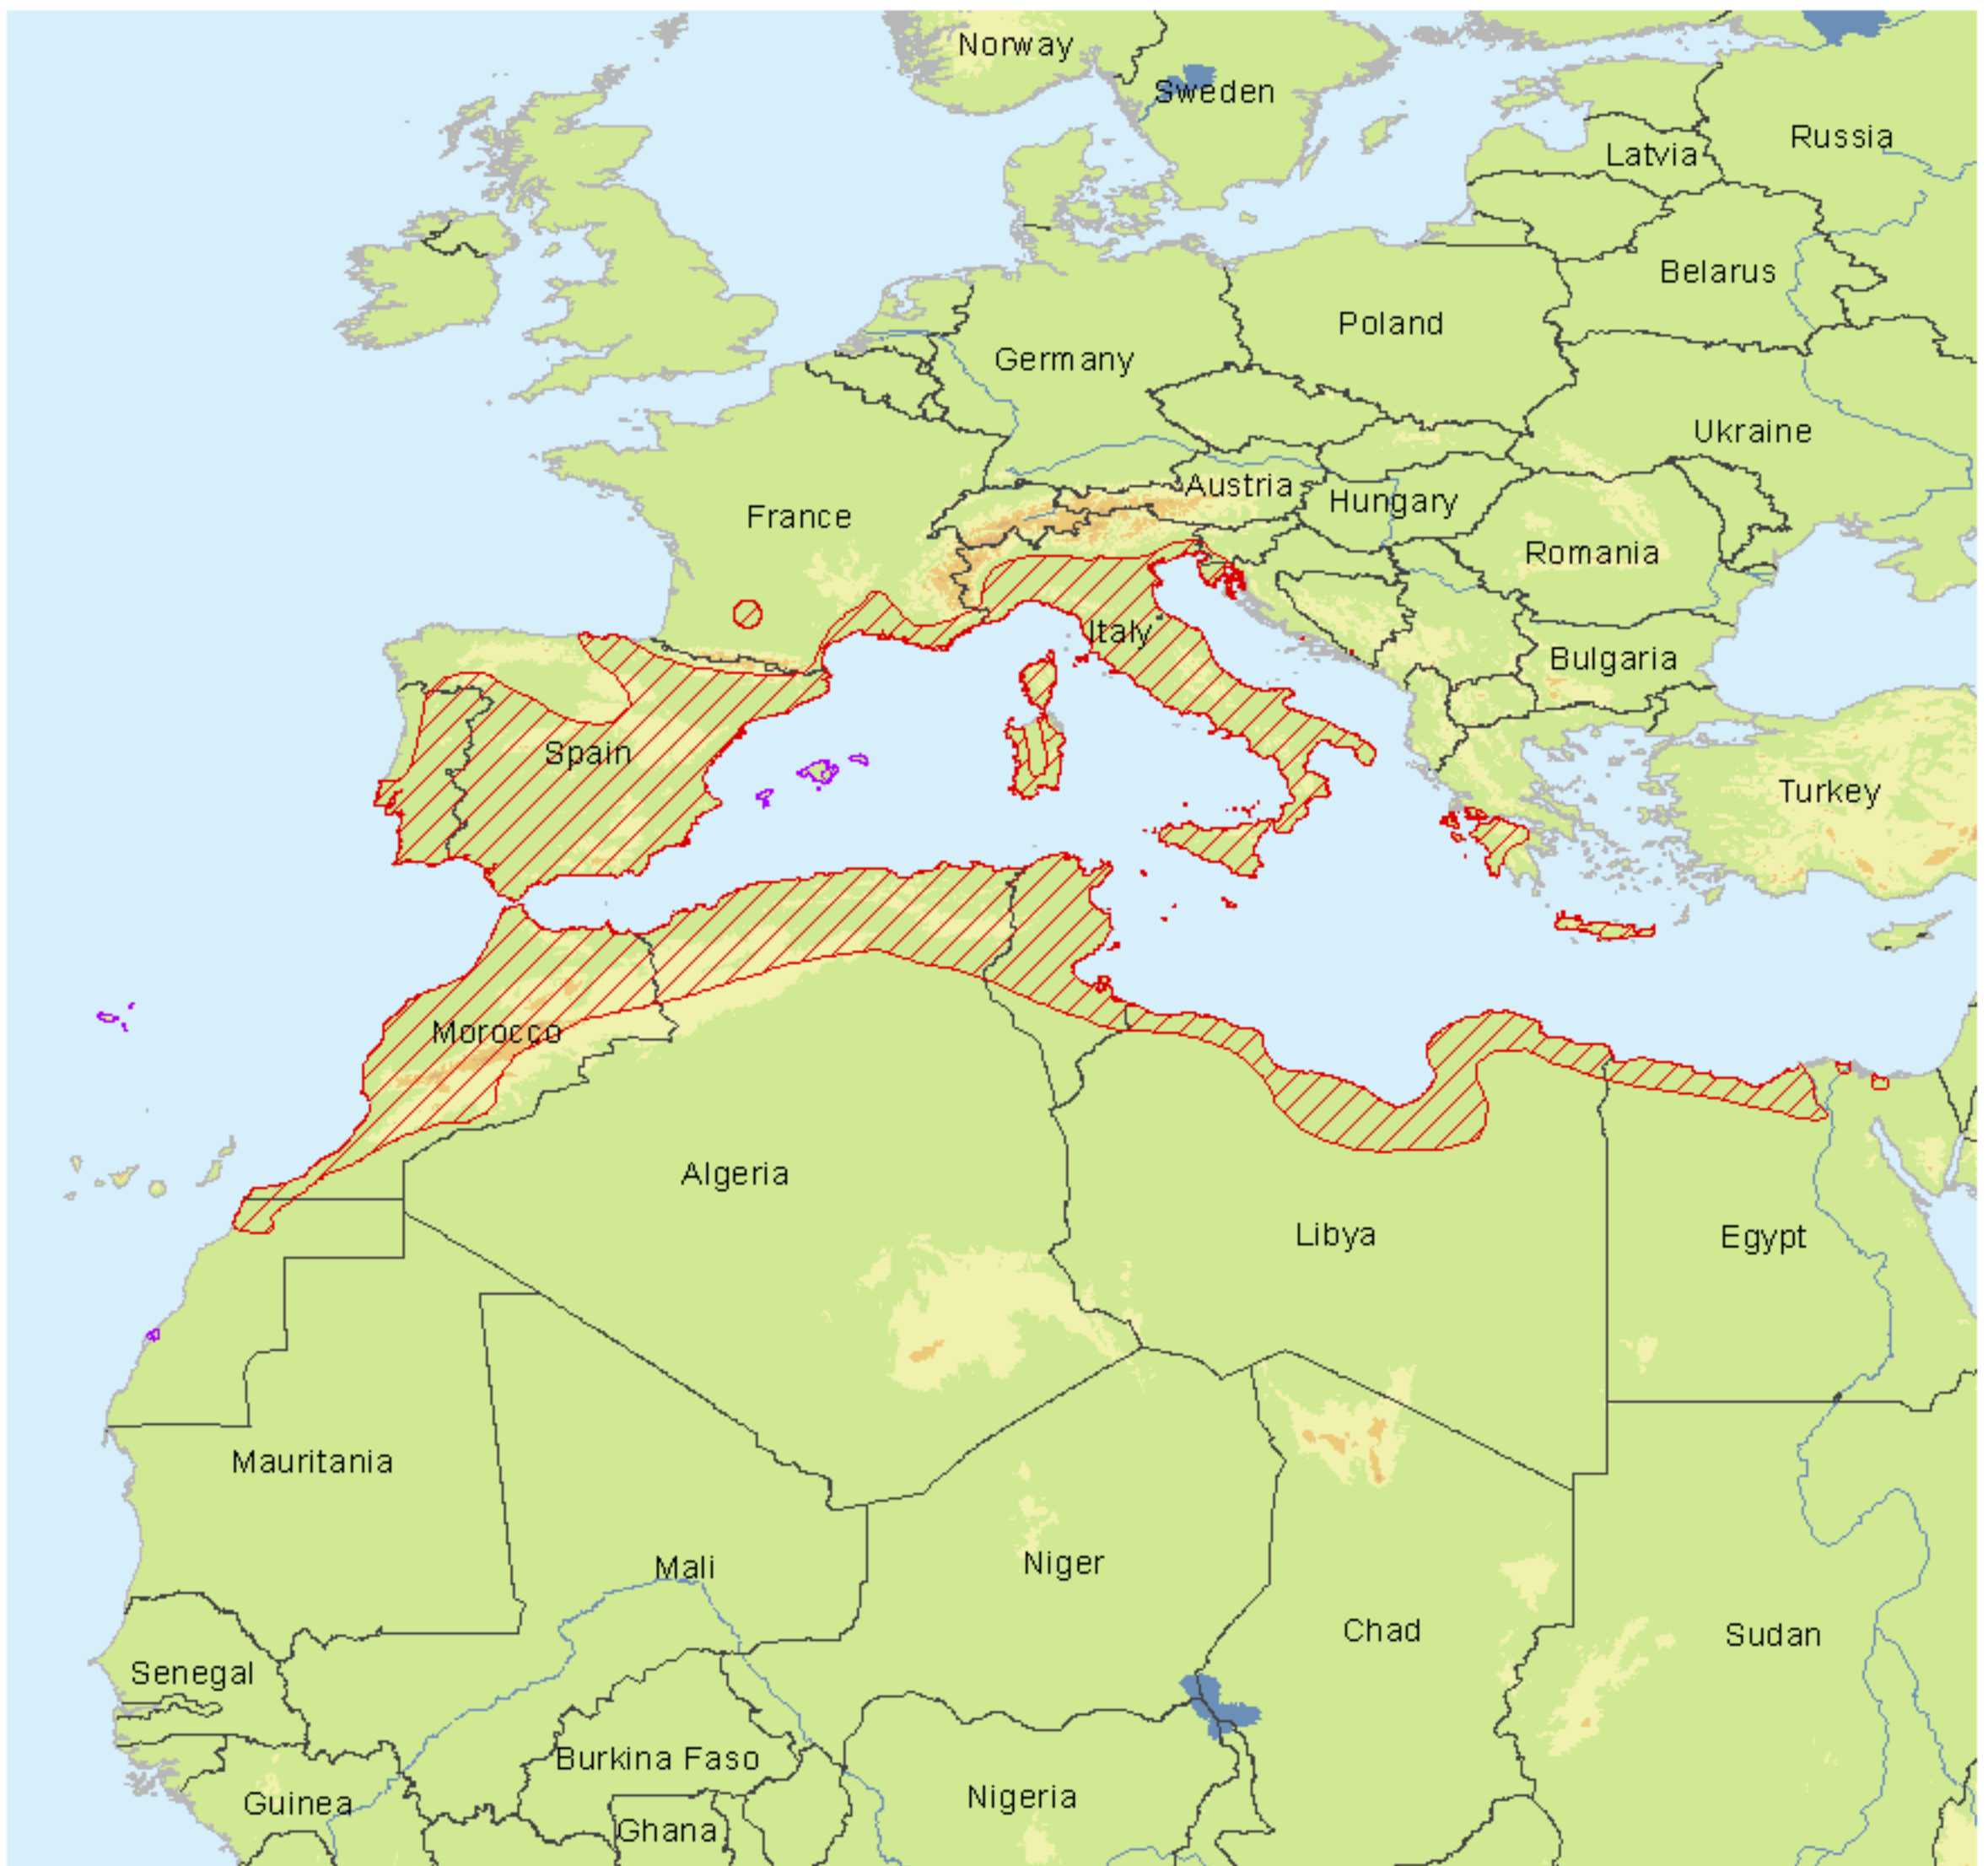 Norway
Sweden
Russia
Latvia
Belarus
Poland
Germany
Ukraine
Austria
Hungary
France
Romania
Italy
Bulgaria
Spain
Turkey
Morocco
Algeria
Libya
Egypt
Mauritania
Mali
Niger
Chad
Sudan
Senegal
Burkina Faso
Nigeria
Guinea
Ghana